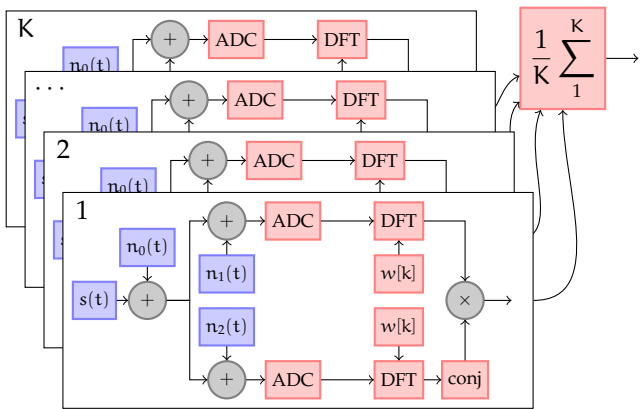 K
+ ADC DFT
n₀(t)
1/K ∑ K 1
...
+ ADC DFT
n₀(t)
2
+ ADC DFT
n₀(t)
1
+ ADC DFT
n₀(t)
n₁(t) w[k]
s(t) + ×
n₂(t) w[k]
+ ADC DFT conj